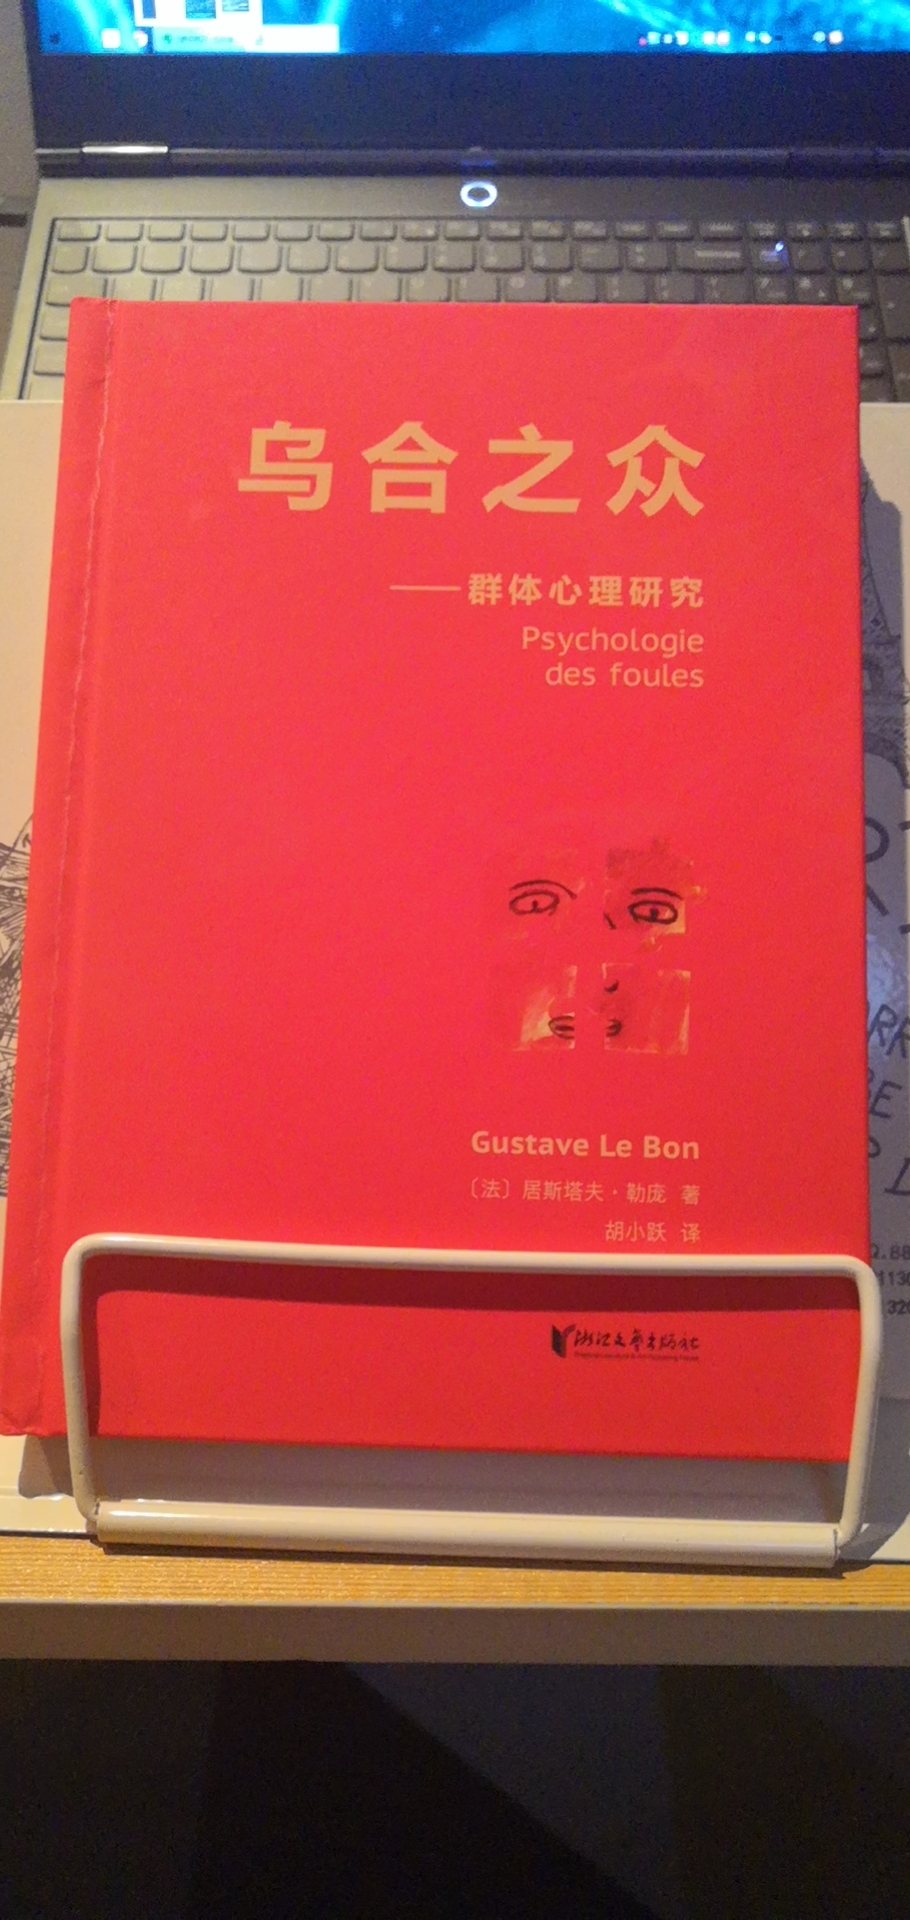 乌合之众
——群体心理研究
Psychologie
des foules
Gustave Le Bon
〔法〕居斯塔夫·勒庞 著
胡小跃 译
浙江文艺出版社